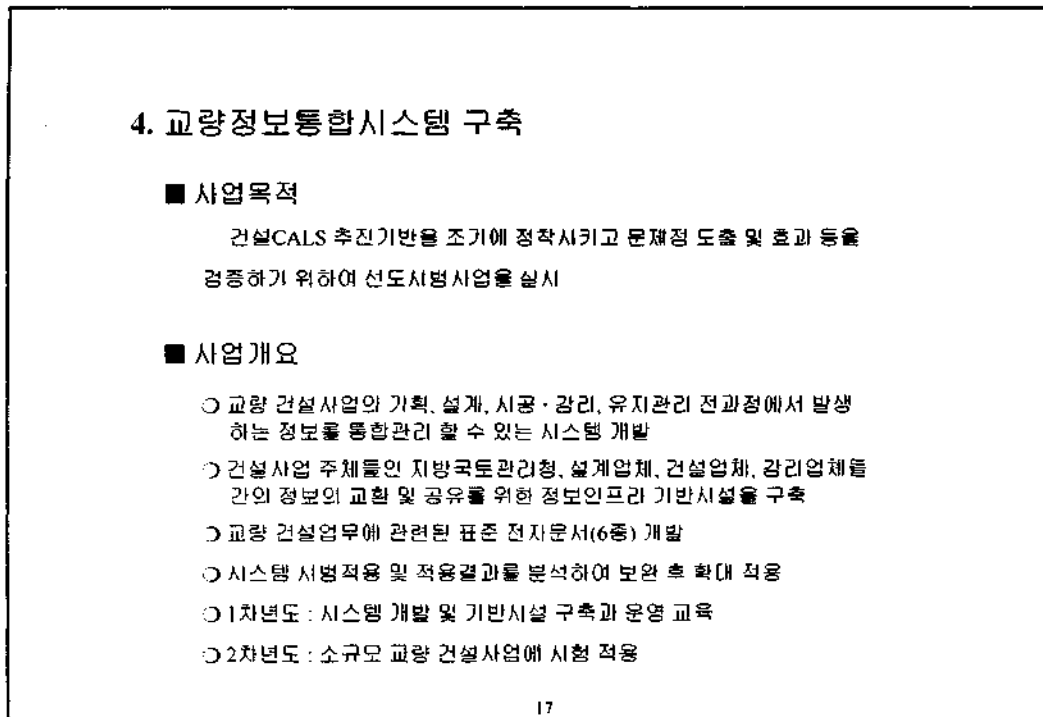 4. 교량정보통합시스템 구축
■ 사업목적
건설CALS 추진기반을 조기에 정착시키고 문제점 도출 및 효과 등을
검증하기 위하여 선도시범사업을 실시
■ 사업개요
❍ 교량 건설사업의 기획, 설계, 시공·감리, 유지관리 전과정에서 발생
하는 정보를 통합관리 할 수 있는 시스템 개발
❍ 건설사업 주체들인 지방국토관리청, 설계업체, 건설업체, 감리업체들
간의 정보의 교환 및 공유를 위한 정보인프라 기반시설을 구축
❍ 교량 건설업무에 관련된 표준 전자문서(6종) 개발
❍ 시스템 시범적용 및 적용결과를 분석하여 보완 후 확대 적용
❍ 1차년도 : 시스템 개발 및 기반시설 구축과 운영 교육
❍ 2차년도 : 소규모 교량 건설사업에 시험 적용
17